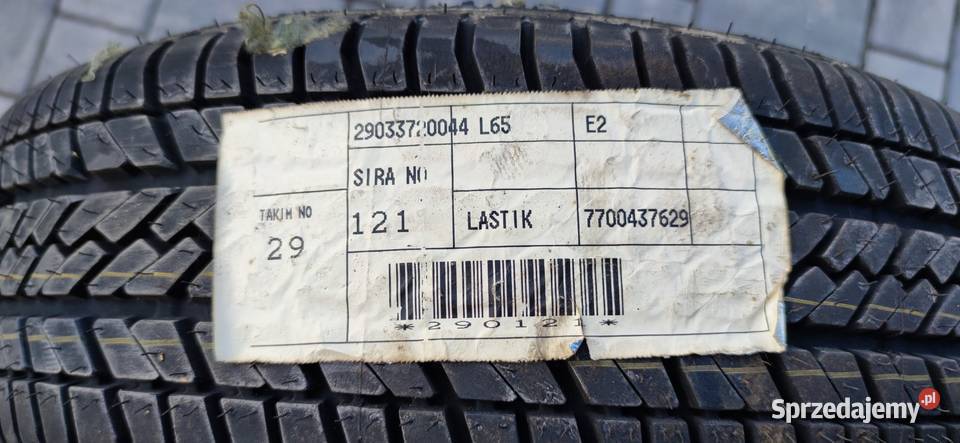 29033720044 L65 E2
SIRA NO
TAKIM NO
29
121 LASTIK 7700437629
*290121*
Sprzedajemy.pl